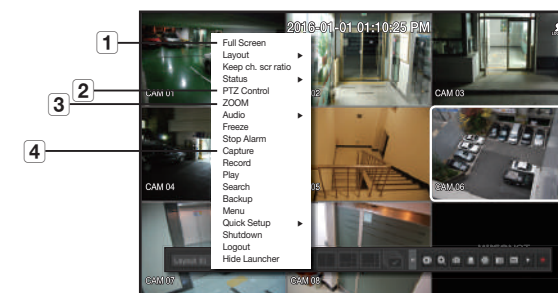 2016-01-01 01:10:25 PM
1
Full Screen
Layout
Keep ch. scr ratio
Status
2
PTZ Control
3
ZOOM
Audio
Freeze
Stop Alarm
4
Capture
Record
Play
Search
Backup
Menu
Quick Setup
Shutdown
Logout
Hide Launcher
CAM 01
02
CAM 03
CAM 04
05
CAM 06
CAM 07
CAM 08